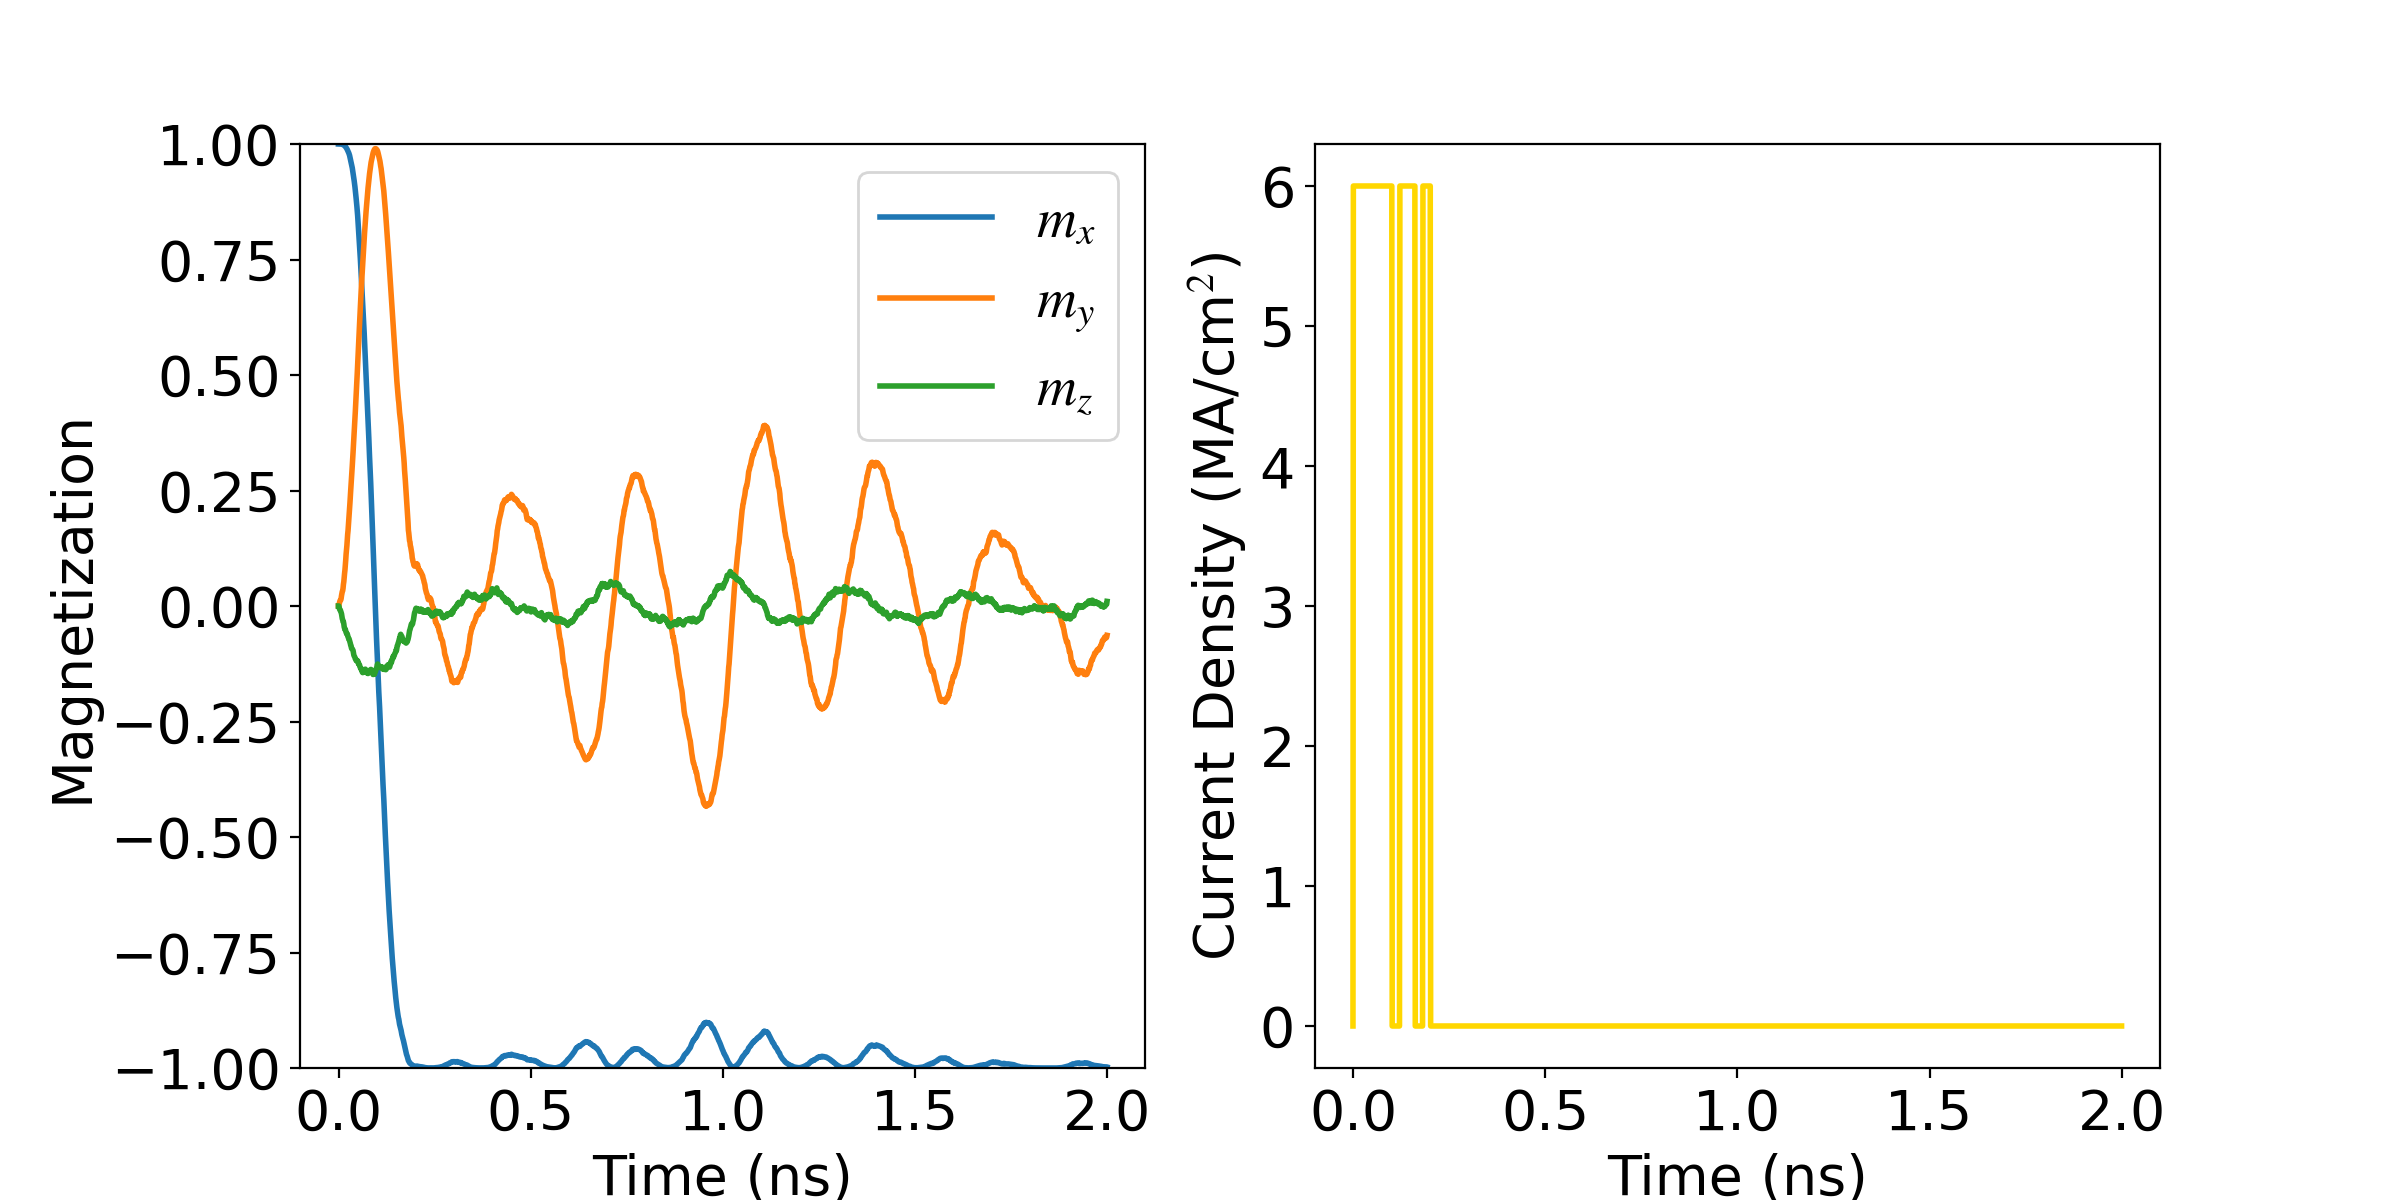 1.00
0.75
0.50
0.25
0.00
−0.25
−0.50
−0.75
−1.00
Magnetization
0.0 0.5 1.0 1.5 2.0
Time (ns)
m_x
m_y
m_z
6
5
4
3
2
1
0
Current Density (MA/cm²)
0.0 0.5 1.0 1.5 2.0
Time (ns)